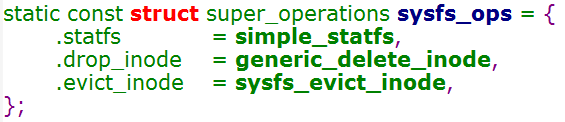 static const struct super_operations sysfs_ops = {
.statfs = simple_statfs,
.drop_inode = generic_delete_inode,
.evict_inode = sysfs_evict_inode,
};